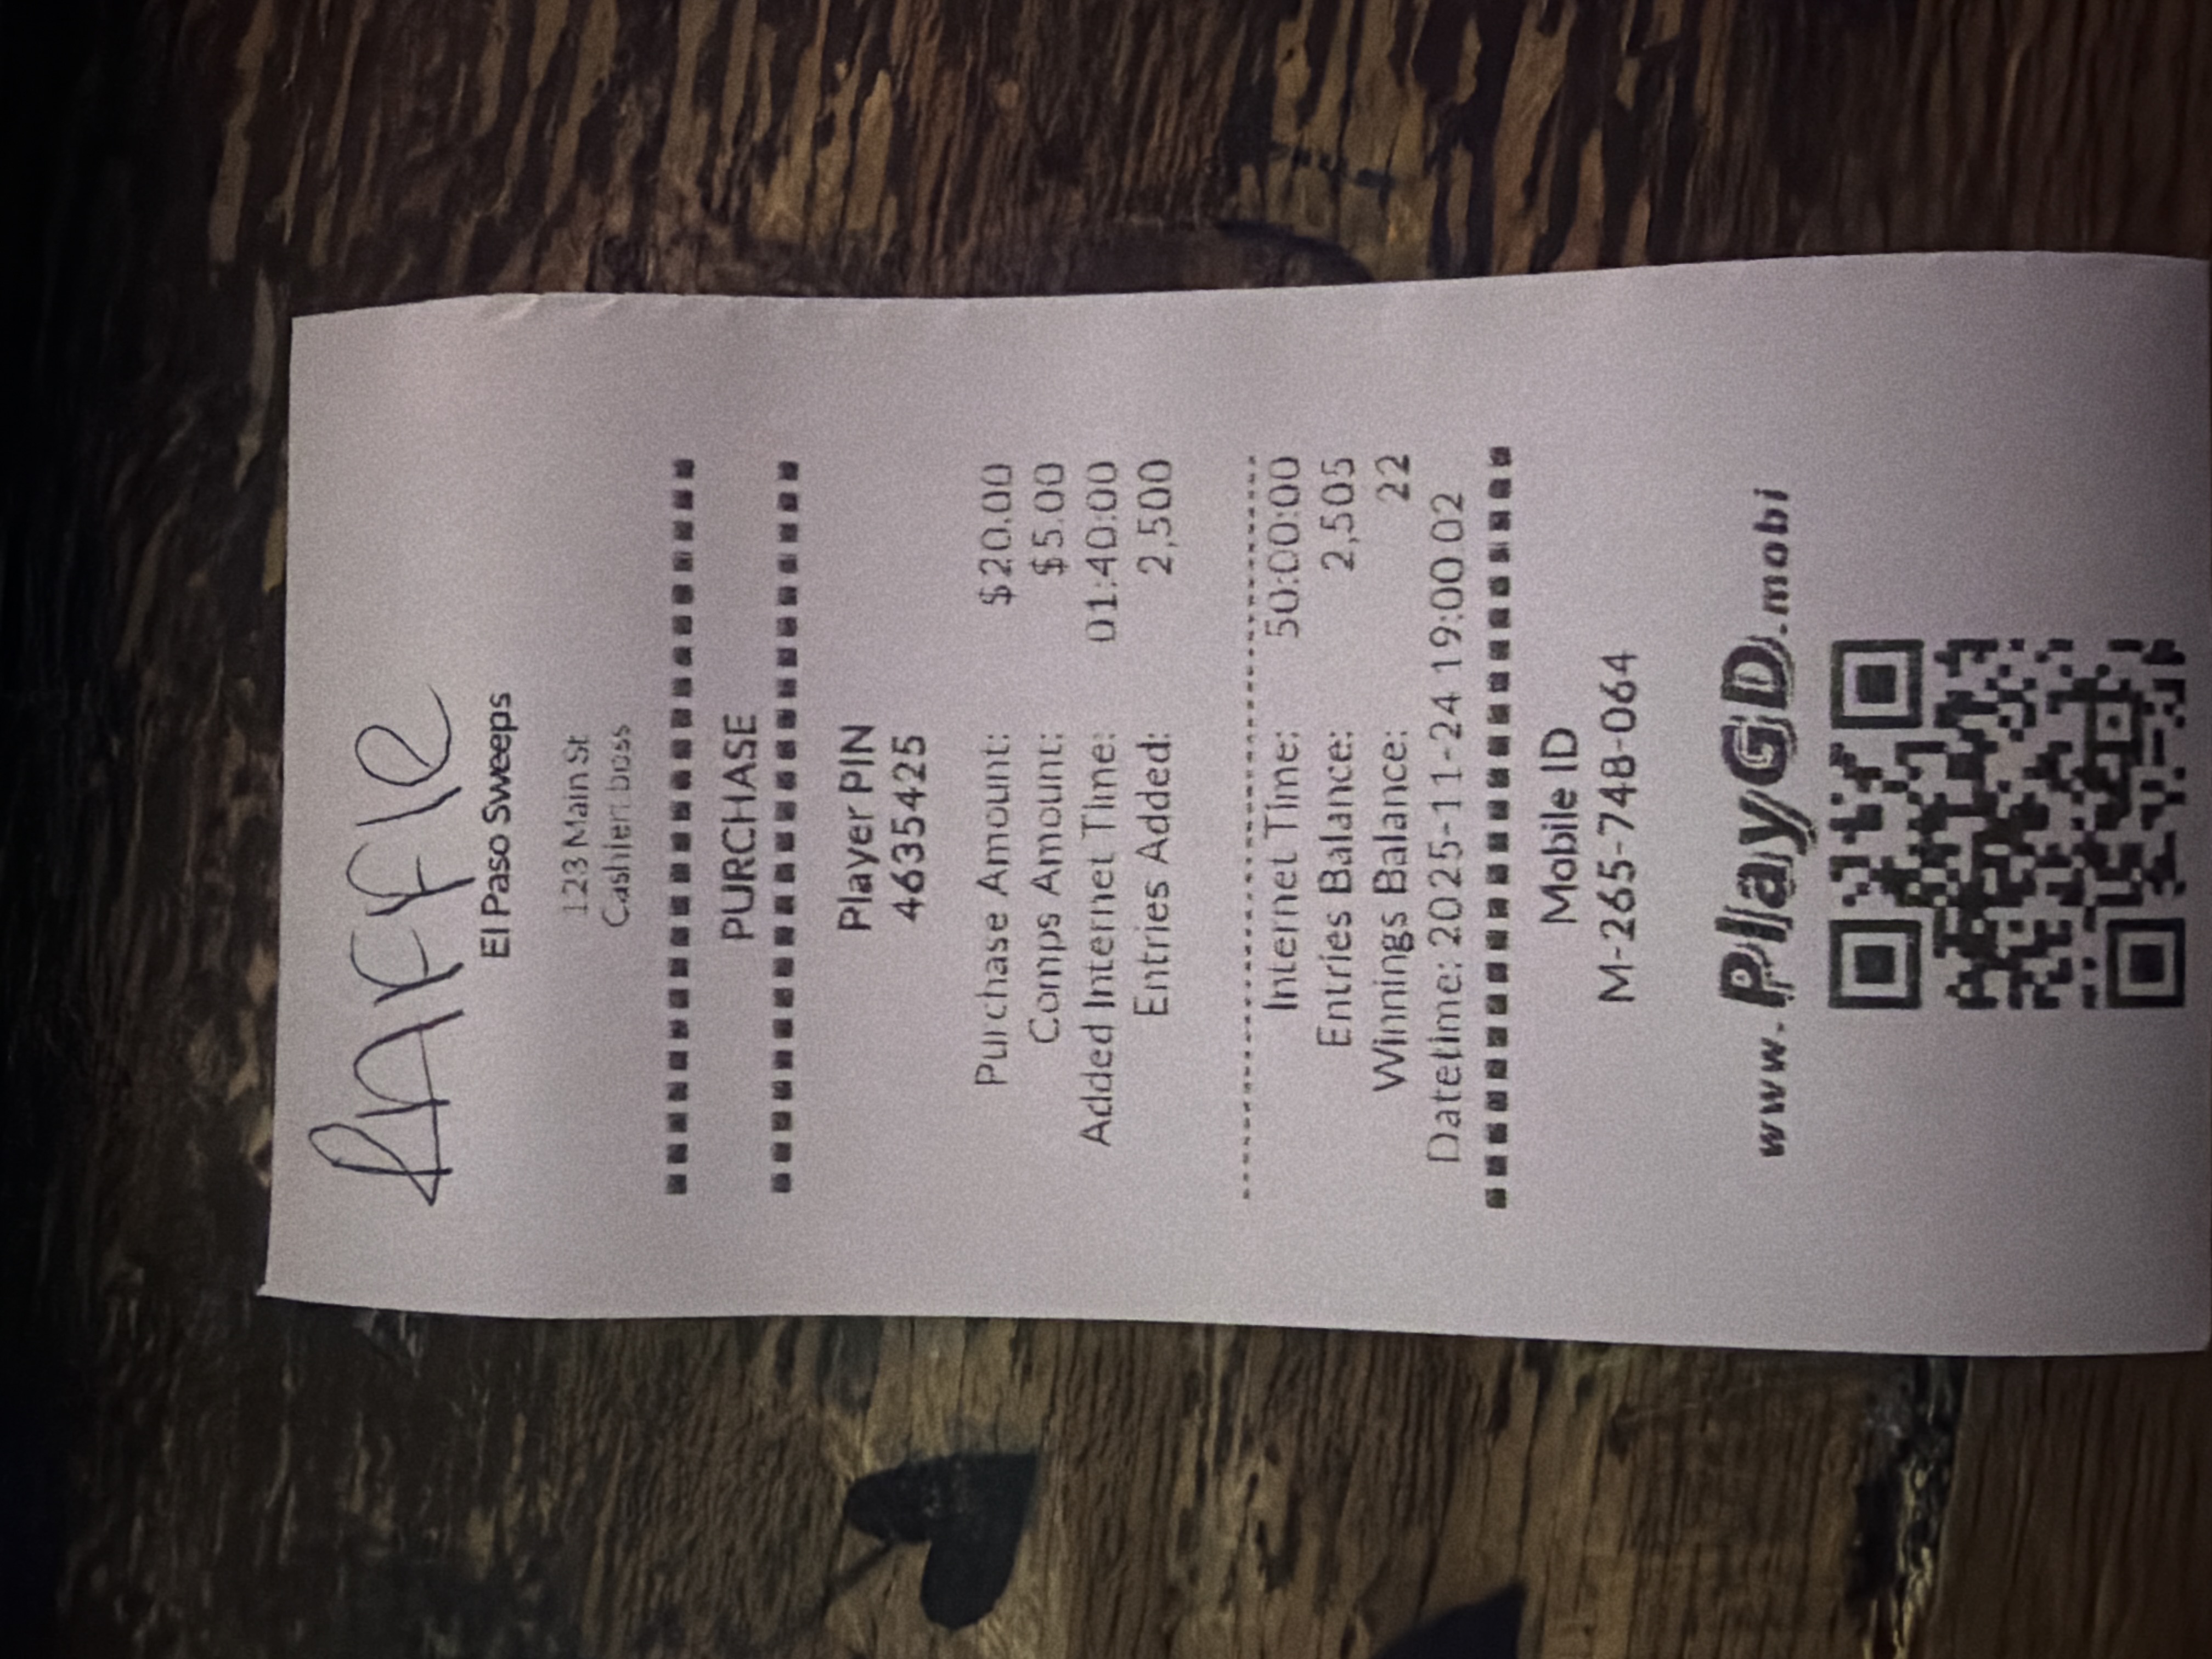 RAFFle
El Paso Sweeps
123 Main St
Cashier: boss
PURCHASE
Player PIN
46354425
Purchase Amount: $20.00
Comps Amount: $5.00
Added Internet Time: 01:40:00
Entries Added: 2,500
Internet Time: 50:00:00
Entries Balance: 2,505
Winnings Balance: 22
Datetime: 2025-11-24 19:00:02
Mobile ID
M-265-748-064
www.PlayGD.mobi